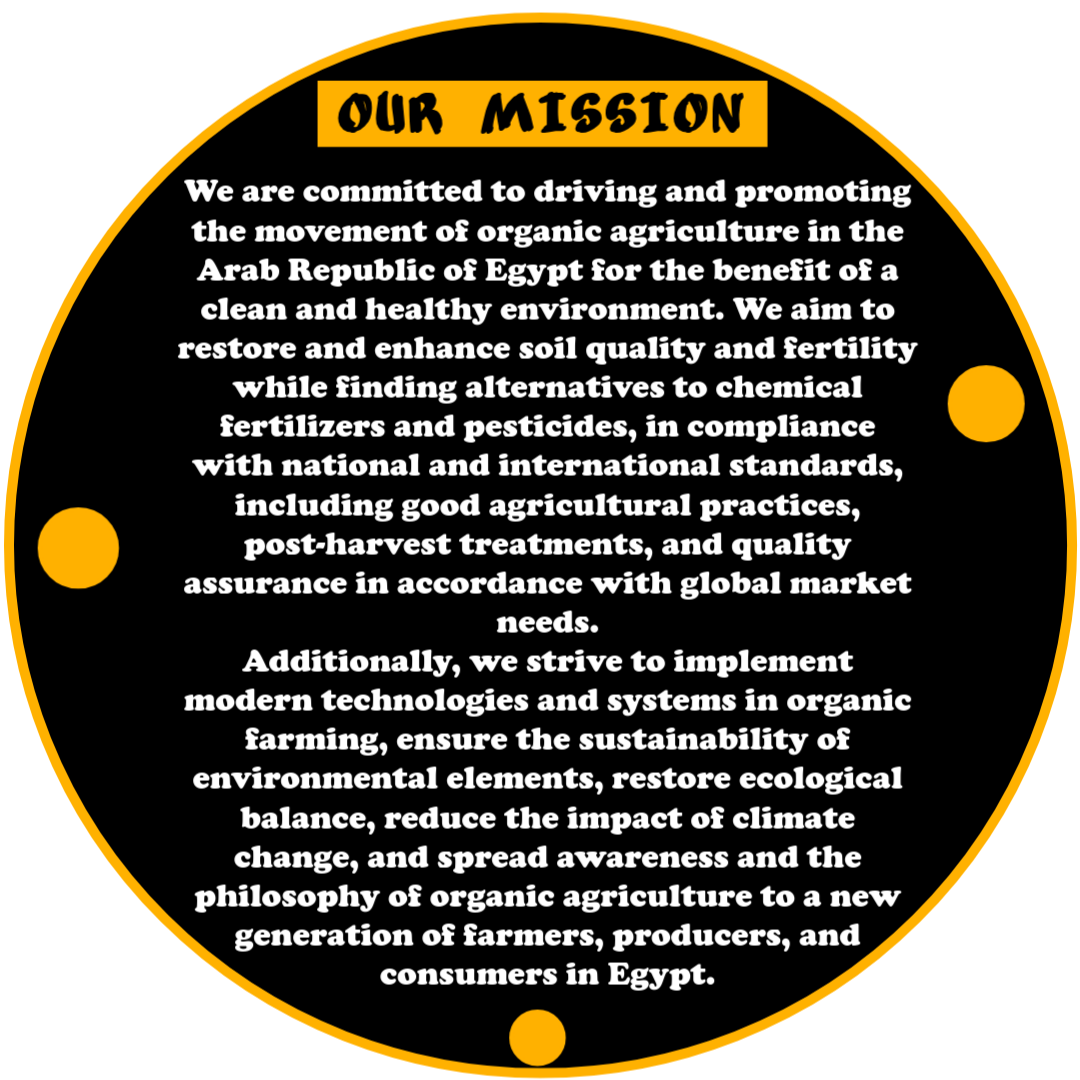 OUR MISSION
We are committed to driving and promoting
the movement of organic agriculture in the
Arab Republic of Egypt for the benefit of a
clean and healthy environment. We aim to
restore and enhance soil quality and fertility
while finding alternatives to chemical
fertilizers and pesticides, in compliance
with national and international standards,
including good agricultural practices,
post-harvest treatments, and quality
assurance in accordance with global market
needs.
Additionally, we strive to implement
modern technologies and systems in organic
farming, ensure the sustainability of
environmental elements, restore ecological
balance, reduce the impact of climate
change, and spread awareness and the
philosophy of organic agriculture to a new
generation of farmers, producers, and
consumers in Egypt.